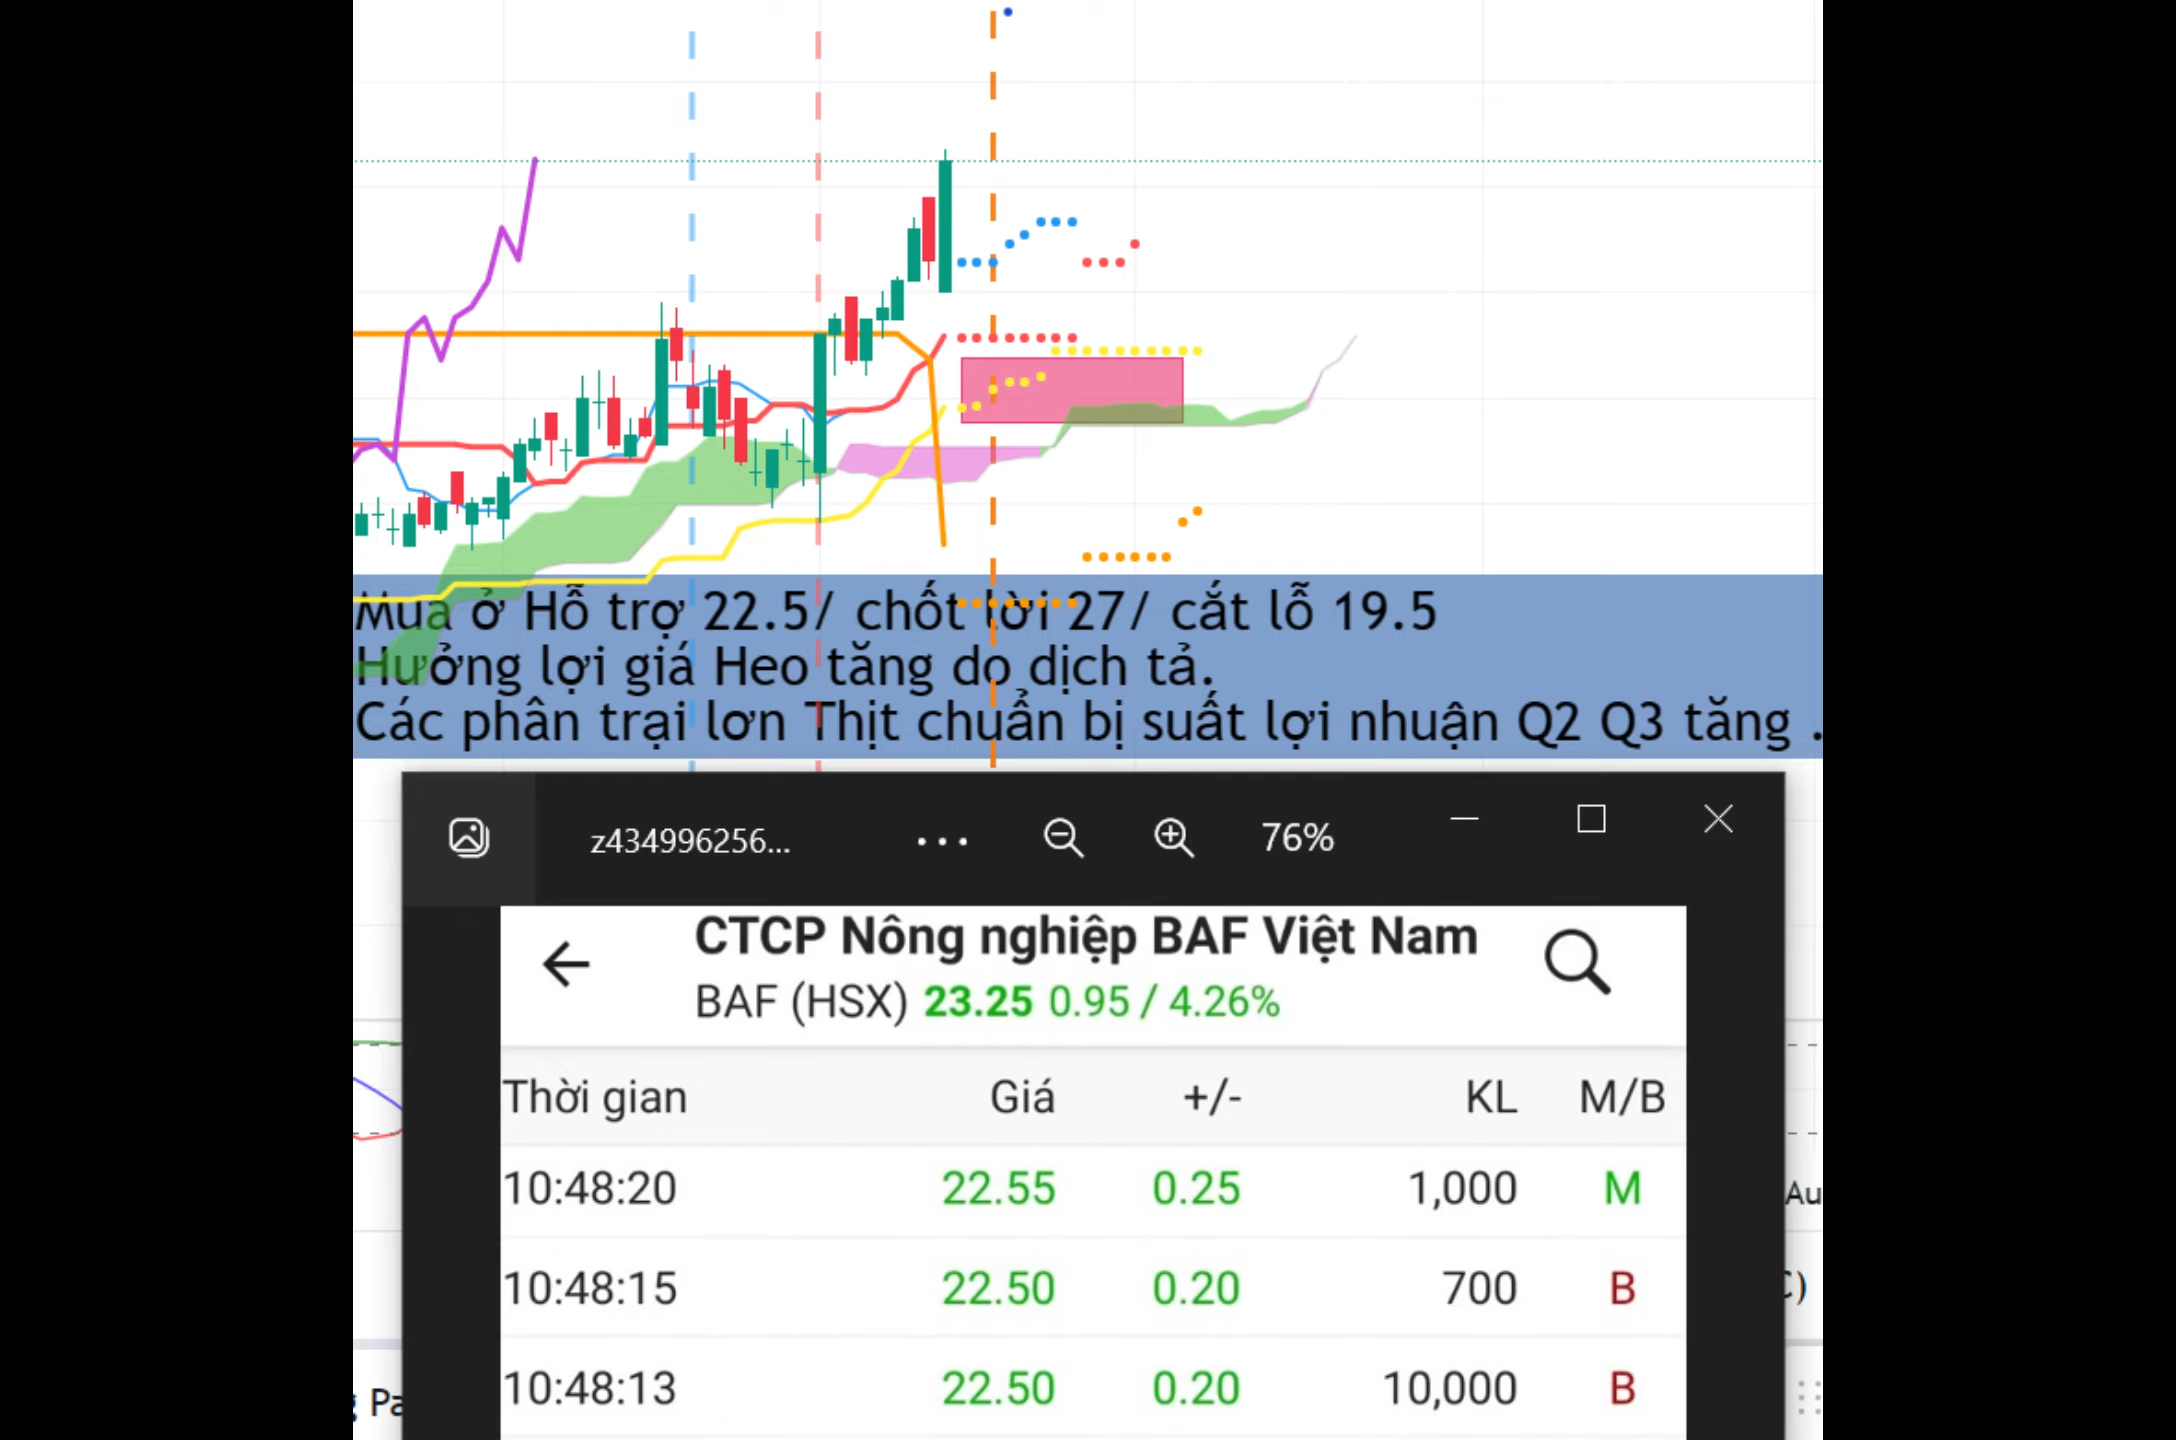 Mua ở Hỗ trợ 22.5/ chốt lời 27/ cắt lỗ 19.5
Hưởng lợi giá Heo tăng do dịch tả.
Các phân trại lơn Thịt chuẩn bị suất lợi nhuận Q2 Q3 tăng .
z434996256... ... 76%
CTCP Nông nghiệp BAF Việt Nam
BAF (HSX) 23.25 0.95 / 4.26%
Thời gian Giá +/- KL M/B
10:48:20 22.55 0.25 1,000 M
Au
10:48:15 22.50 0.20 700 B
10:48:13 22.50 0.20 10,000 B
Pa